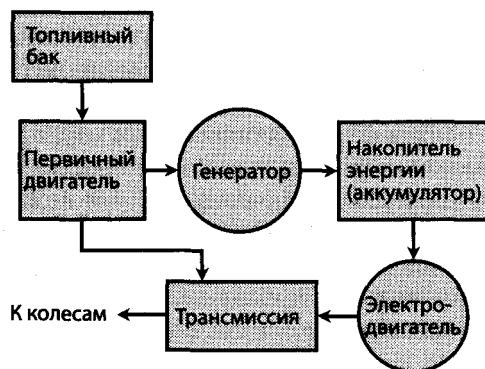 Топливный
бак
Первичный
двигатель
Генератор
Накопитель
энергии
(аккумулятор)
К колесам
Трансмиссия
Электро-
двигатель